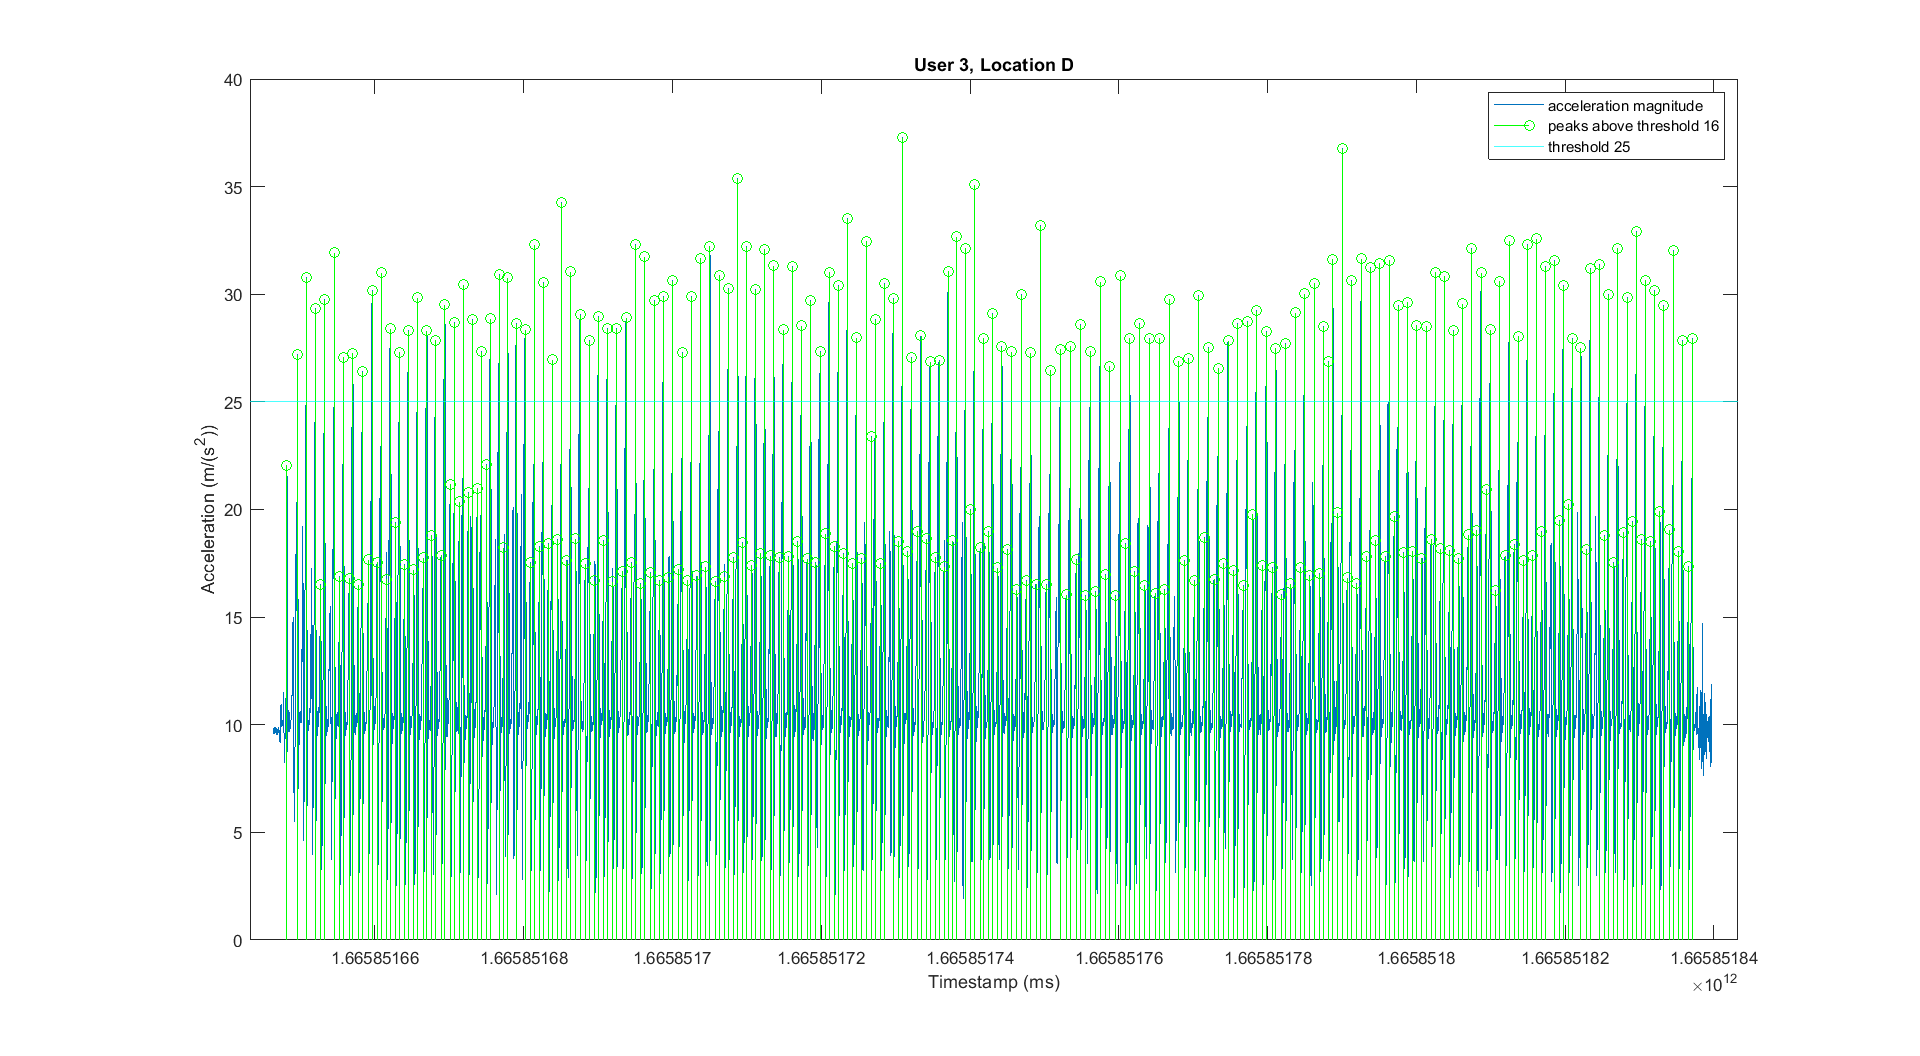 User 3, Location D
40
35
30
25
20
15
10
5
0
Acceleration (m/(s²))
acceleration magnitude
peaks above threshold 16
threshold 25
1.66585166 1.66585168 1.6658517 1.66585172 1.66585174 1.66585176 1.66585178 1.6658518 1.66585182 1.66585184
Timestamp (ms)
×10¹²